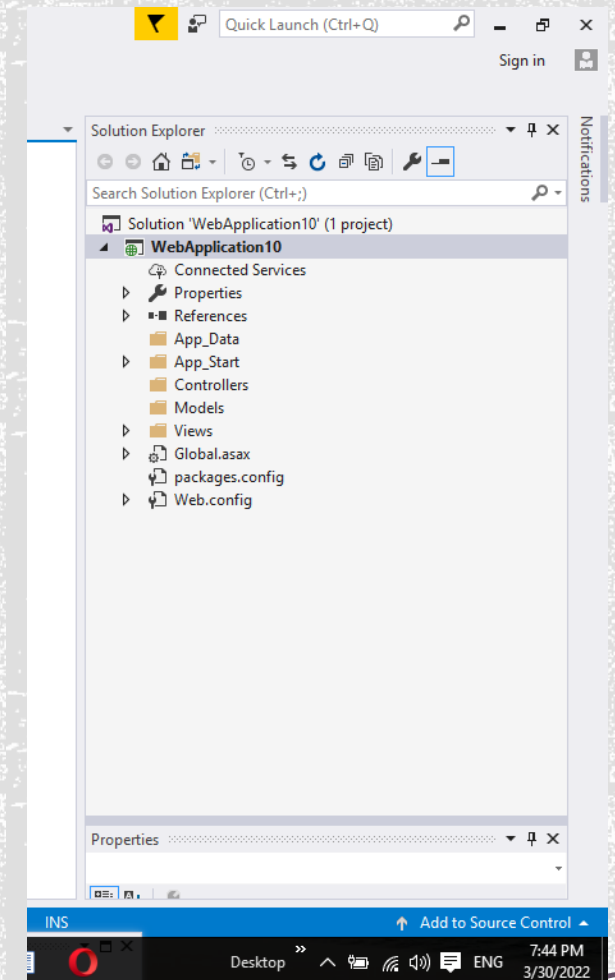 Quick Launch (Ctrl+Q)
Sign in
Notifications
Solution Explorer
Search Solution Explorer (Ctrl+;)
Solution 'WebApplication10' (1 project)
WebApplication10
Connected Services
Properties
References
App_Data
App_Start
Controllers
Models
Views
Global.asax
packages.config
Web.config
Properties
INS
Add to Source Control
Desktop
ENG
7:44 PM
3/30/2022